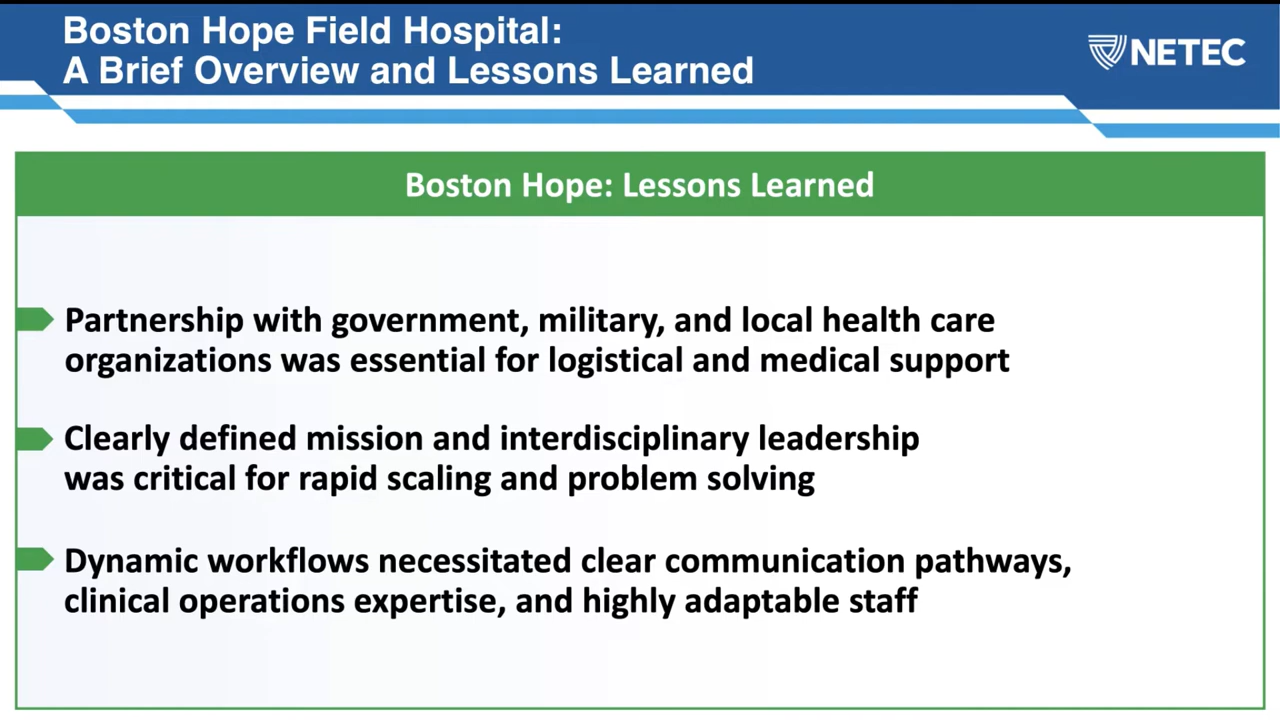 Boston Hope Field Hospital:
A Brief Overview and Lessons Learned
NETEC
Boston Hope: Lessons Learned
Partnership with government, military, and local health care
organizations was essential for logistical and medical support
Clearly defined mission and interdisciplinary leadership
was critical for rapid scaling and problem solving
Dynamic workflows necessitated clear communication pathways,
clinical operations expertise, and highly adaptable staff